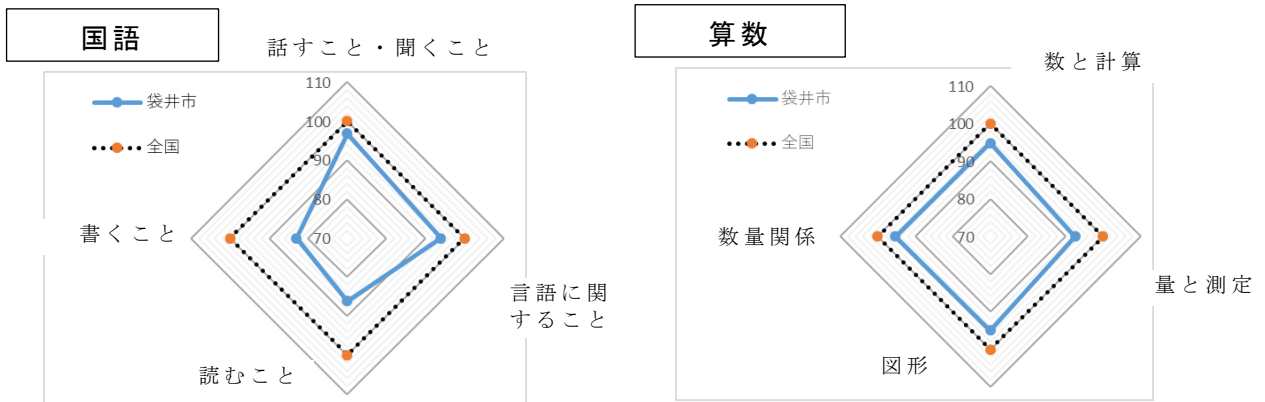 国語
話すこと・聞くこと
袋井市
全国
110
100
90
80
70
書くこと
言語に関
すること
読むこと
算数
数と計算
袋井市
全国
110
100
90
80
70
数量関係
量と測定
図形